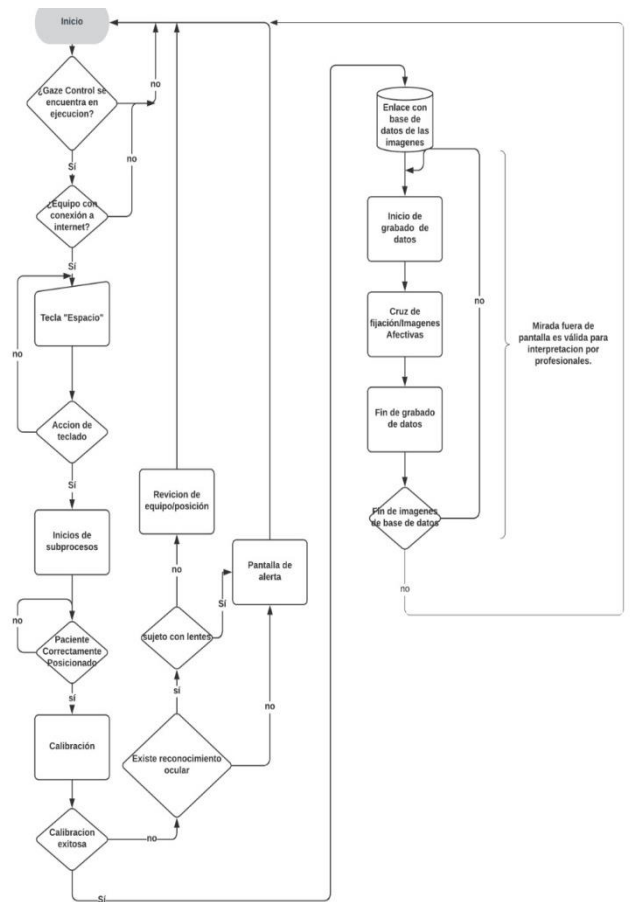 Inicio
¿Gaze Control se
encuentra en
ejecucion?
no
Sí
¿Equipo con
conexión a
internet?
no
Sí
Tecla "Espacio"
no
Accion de
teclado
Sí
Inicios de
subprocesos
no
Paciente
Correctamente
Posicionado
sí
Calibración
Calibracion
exitosa
no
Sí
Existe reconocimiento
ocular
no
sí
sujeto con lentes
Sí
no
Revicion de
equipo/posición
Pantalla de
alerta
Enlace con
base de
datos de las
imagenes
Inicio de
grabado de
datos
Cruz de
fijación/Imagenes
Afectivas
Fin de grabado
de datos
Fin de imagenes
de base de datos
no
no
Mirada fuera de
pantalla es válida para
interpretacion por
profesionales.